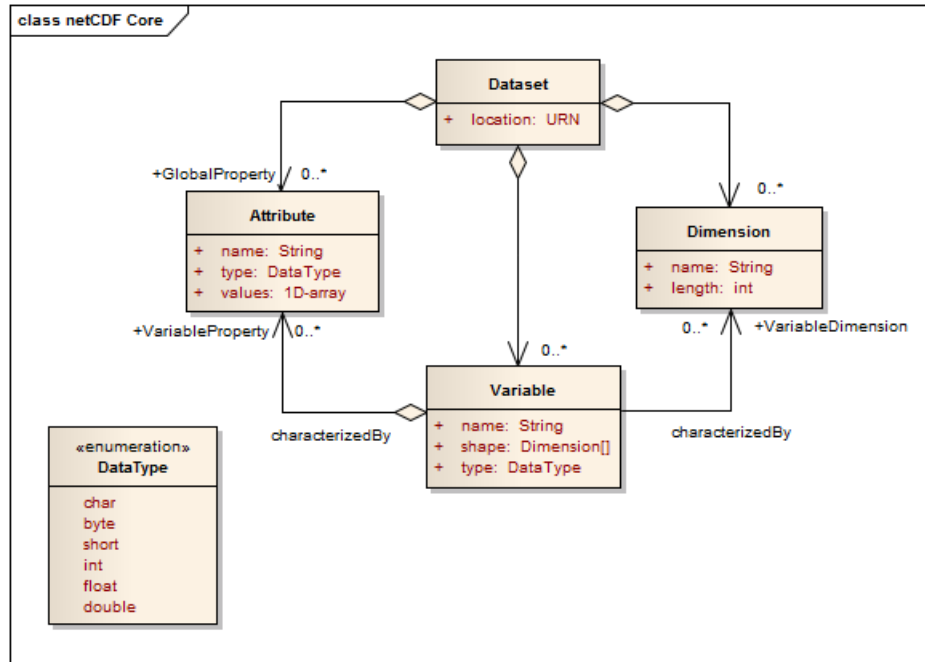 class netCDF Core
Dataset
+ location: URN
+GlobalProperty 0..*
0..*
Attribute
+ name: String
+ type: DataType
+ values: 1D-array
Dimension
+ name: String
+ length: int
+VariableProperty 0..*
0..* +VariableDimension
0..*
Variable
+ name: String
+ shape: Dimension[]
+ type: DataType
characterizedBy
characterizedBy
«enumeration»
DataType
char
byte
short
int
float
double